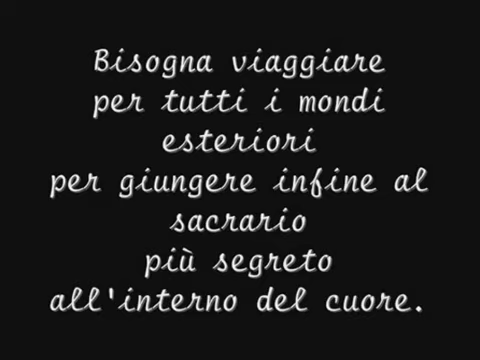 Bisogna viaggiare
per tutti i mondi
esteriori
per giungere infine al
sacrario
più segreto
all'interno del cuore.